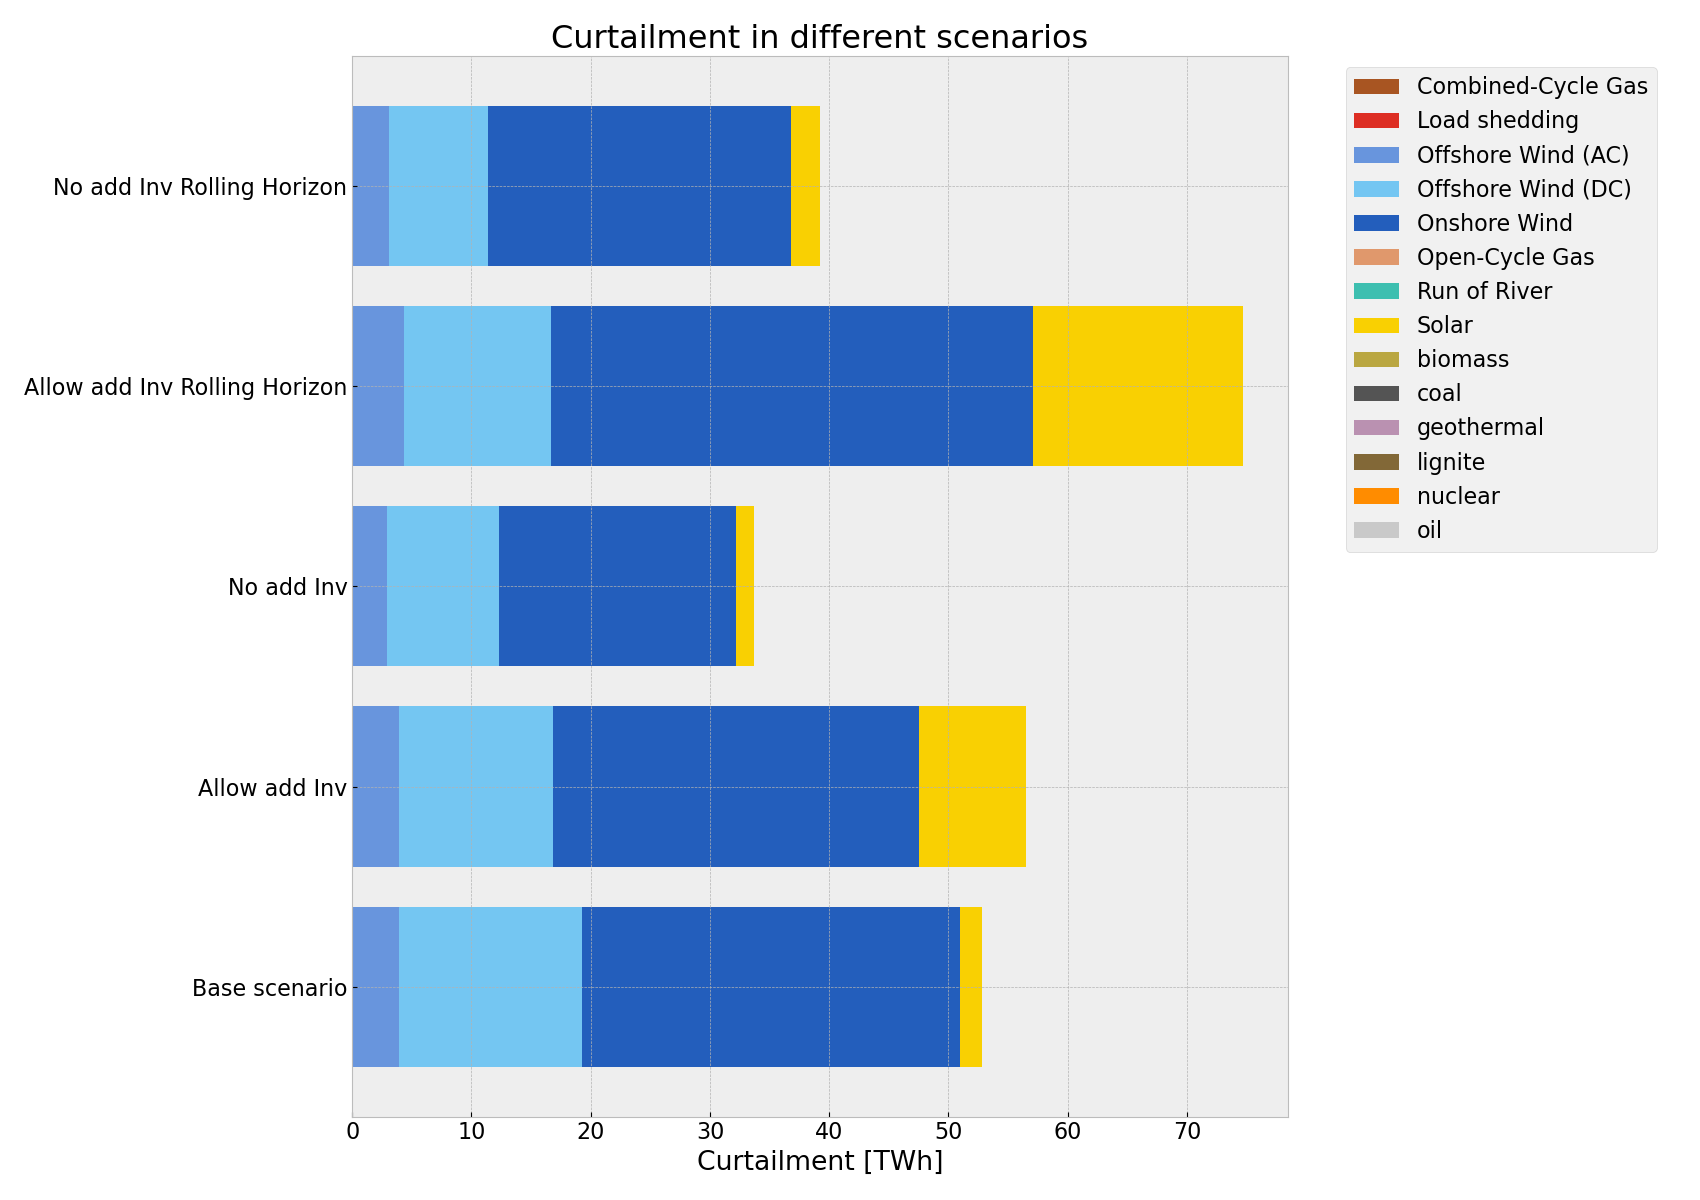 Curtailment in different scenarios
No add Inv Rolling Horizon
Allow add Inv Rolling Horizon
No add Inv
Allow add Inv
Base scenario
0 10 20 30 40 50 60 70
Curtailment [TWh]
Combined-Cycle Gas
Load shedding
Offshore Wind (AC)
Offshore Wind (DC)
Onshore Wind
Open-Cycle Gas
Run of River
Solar
biomass
coal
geothermal
lignite
nuclear
oil